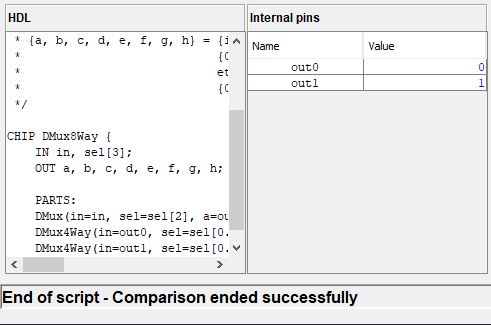 HDL
* {a, b, c, d, e, f, g, h} = {i
* {0
* et
* {0
*/
CHIP DMux8Way {
IN in, sel[3];
OUT a, b, c, d, e, f, g, h;
PARTS:
DMux(in=in, sel=sel[2], a=ou
DMux4Way(in=out0, sel=sel[0.
DMux4Way(in=out1, sel=sel[0.
Internal pins
Name Value
out0 0
out1 1
End of script - Comparison ended successfully